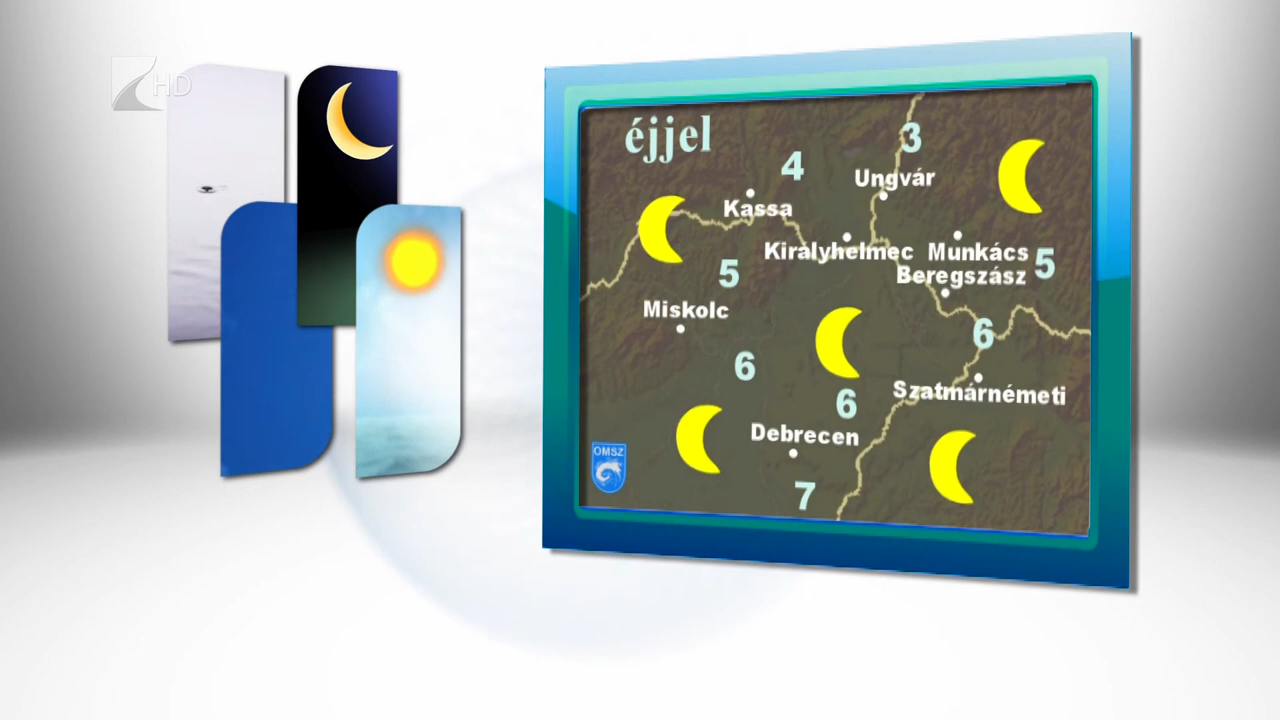 HD
éjjel
3
4
Ungvár
Kassa
Királyhelmec
Munkács
5
Beregszász
5
Miskolc
6
6
Szatmárnémeti
6
Debrecen
OMSZ
7